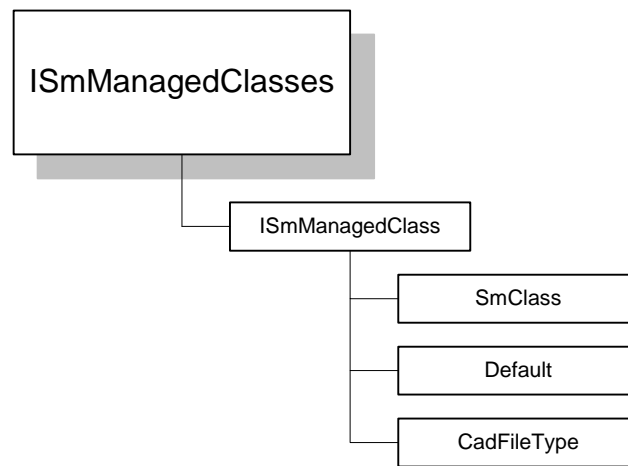 ISmManagedClasses
ISmManagedClass
SmClass
Default
CadFileType